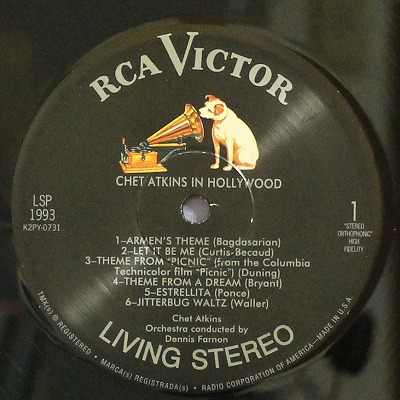 RCA VICTOR
CHET ATKINS IN HOLLYWOOD
LSP
1993
K2PY-0731
1
"STEREO
ORTHOPHONIC"
HIGH
FIDELITY
1–ARMEN'S THEME (Bagdasarian)
2–LET IT BE ME (Curtis-Becaud)
3–THEME FROM "PICNIC" (from the Columbia
Technicolor film "Picnic") (Duning)
4–THEME FROM A DREAM (Bryant)
5–ESTRELLITA (Ponce)
6–JITTERBUG WALTZ (Waller)
Chet Atkins
Orchestra conducted by
Dennis Farnon
LIVING STEREO
TMK(s) ® REGISTERED • MARCA(s) REGISTRADA(s) • RADIO CORPORATION OF AMERICA—MADE IN U.S.A.